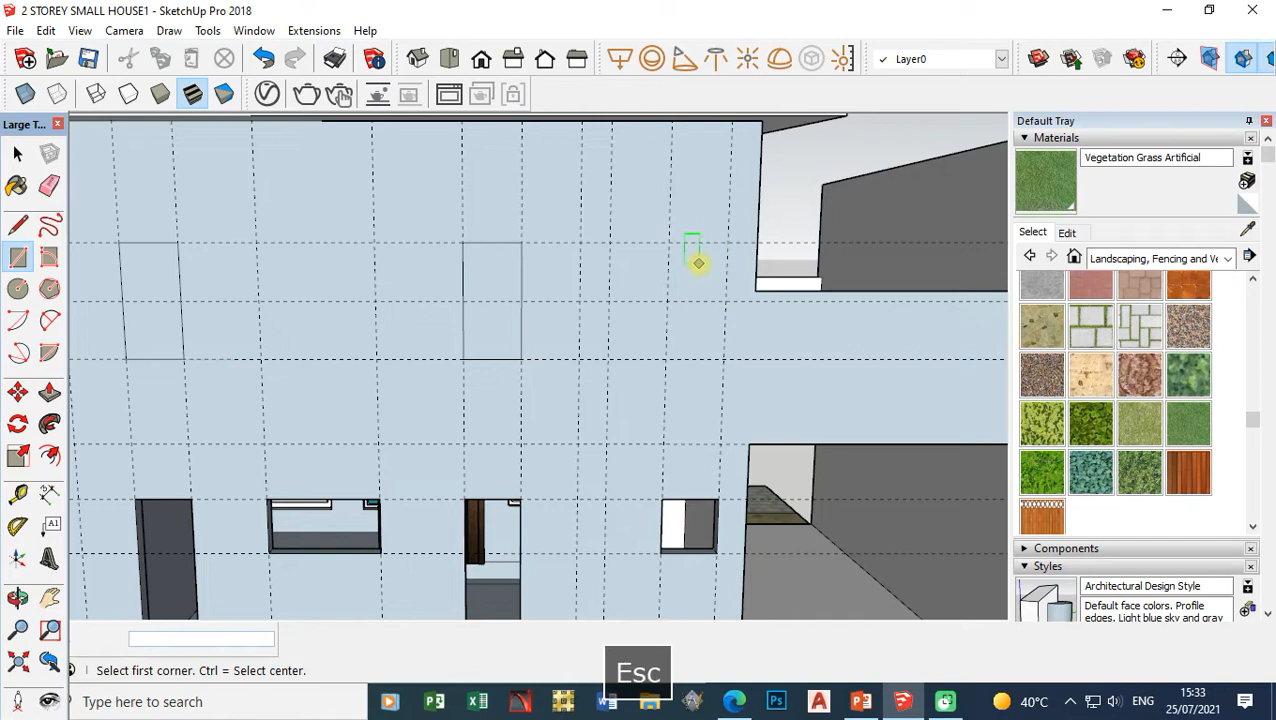 2 STOREY SMALL HOUSE1 - SketchUp Pro 2018
File Edit View Camera Draw Tools Window Extensions Help
Layer0
Large T...
Default Tray
Materials
Vegetation Grass Artificial
Select Edit
Landscaping, Fencing and Ve
Components
Styles
Architectural Design Style
Default face colors. Profile
edges. Light blue sky and gray
A1
Select first corner. Ctrl = Select center.
Esc
Type here to search
40°C
ENG
15:33
25/07/2021